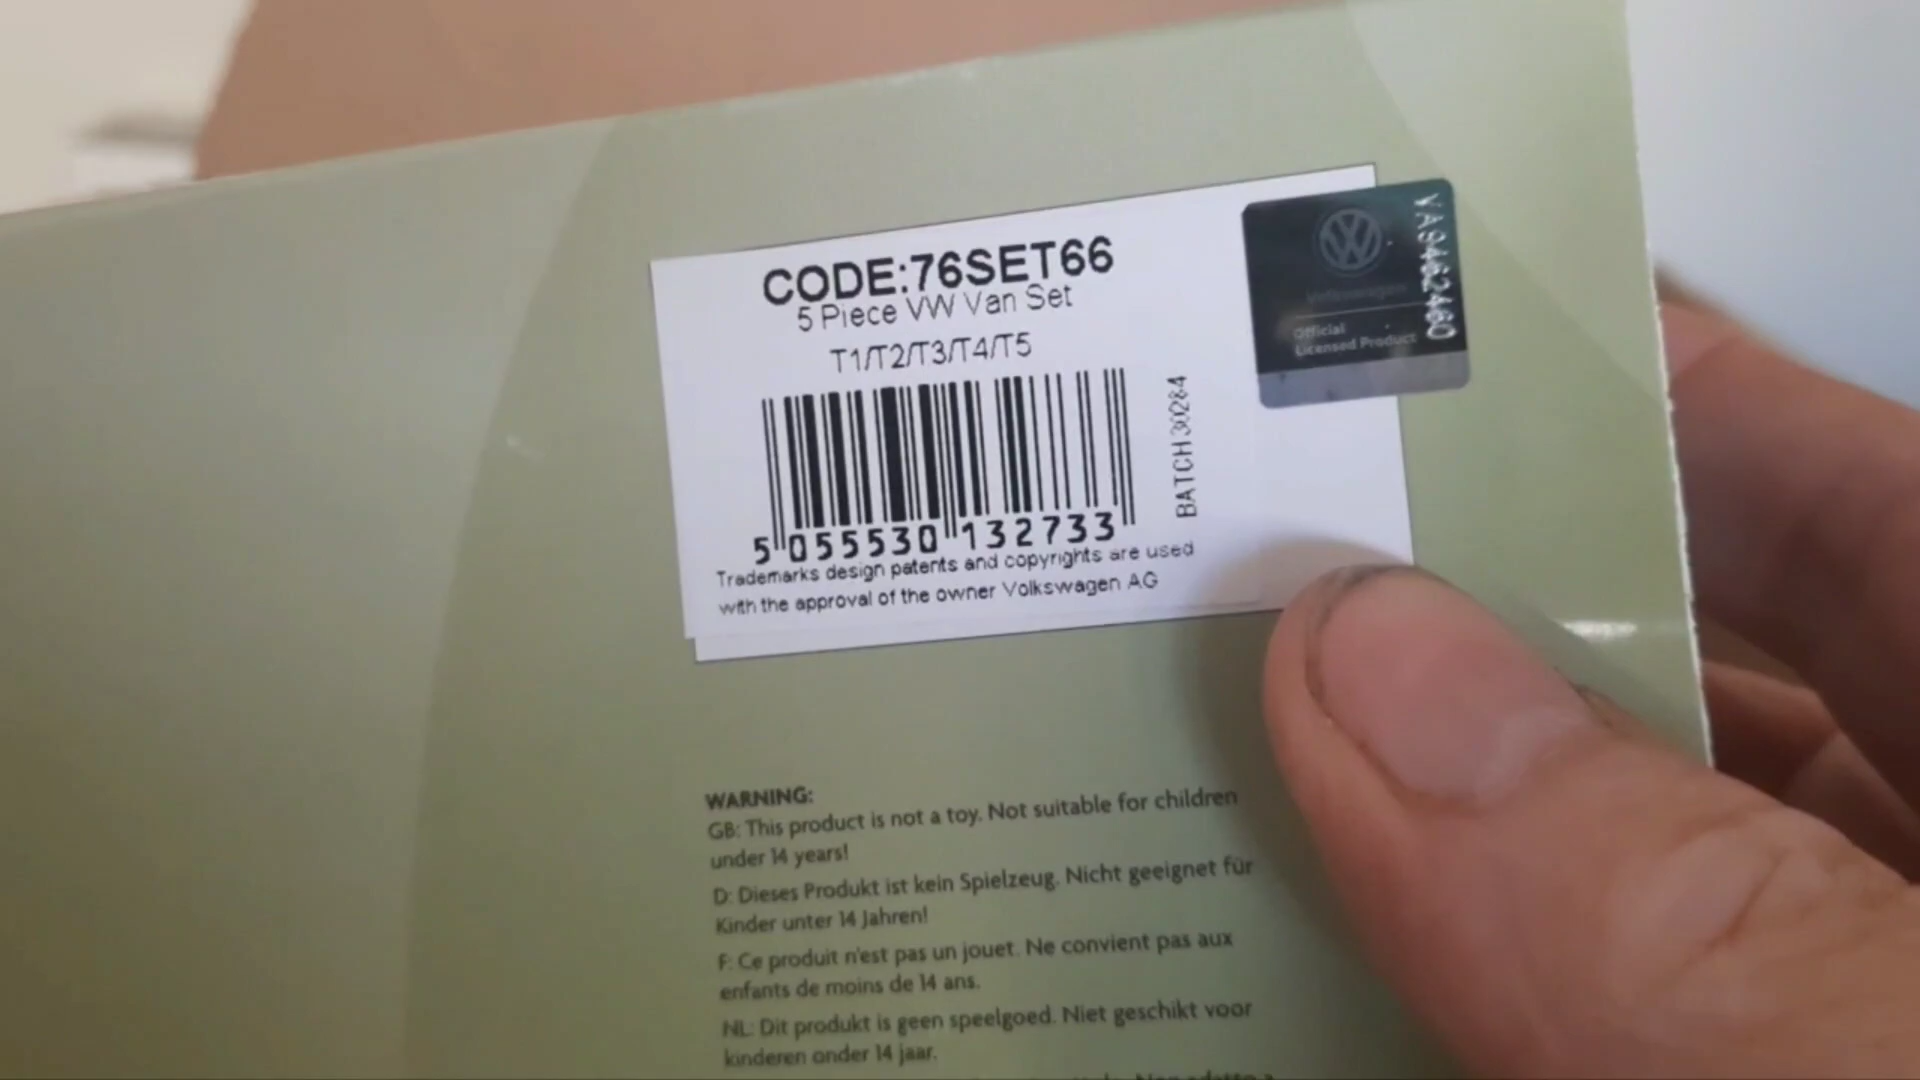 CODE:76SET66
5 Piece VW Van Set
T1/T2/T3/T4/T5
5 055530 132733
BATCH 30284
Trademarks design patents and copyrights are used
with the approval of the owner Volkswagen AG
VA9462460
Volkswagen
Official
Licensed Product
WARNING:
GB: This product is not a toy. Not suitable for children
under 14 years!
D: Dieses Produkt ist kein Spielzeug. Nicht geeignet für
Kinder unter 14 Jahren!
F: Ce produit n'est pas un jouet. Ne convient pas aux
enfants de moins de 14 ans.
NL: Dit produkt is geen speelgoed. Niet geschikt voor
kinderen onder 14 jaar.